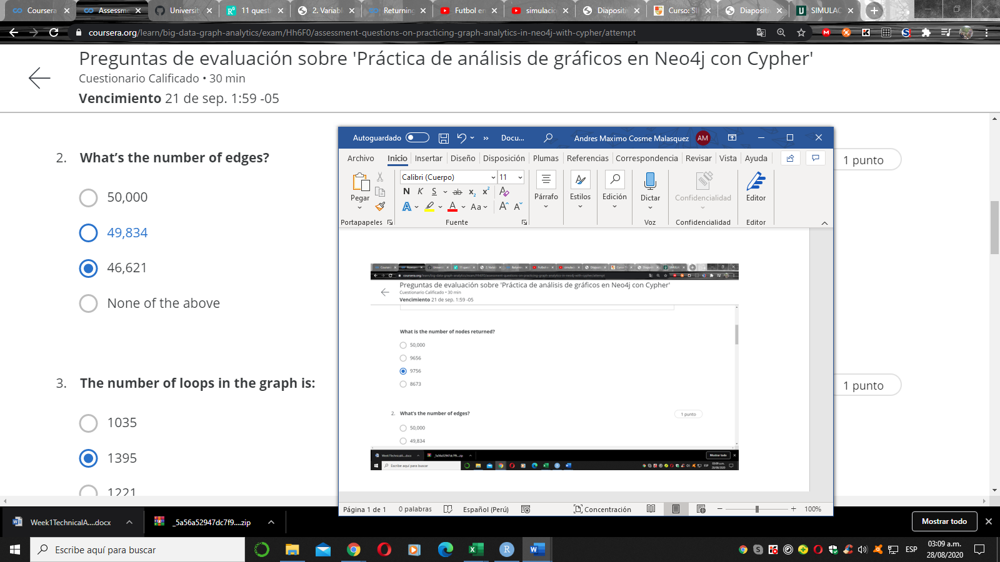 Coursera
Assessme
University
11 questi
2. Variabl
Returning
Futbol en
simulacio
Diapositiv
Curso: SI
Diapositiv
SIMULAC
coursera.org/learn/big-data-graph-analytics/exam/Hh6F0/assessment-questions-on-practicing-graph-analytics-in-neo4j-with-cypher/attempt
Preguntas de evaluación sobre 'Práctica de análisis de gráficos en Neo4j con Cypher'
Cuestionario Calificado • 30 min
Vencimiento 21 de sep. 1:59 -05
2. What's the number of edges?
1 punto
50,000
49,834
46,621
None of the above
3. The number of loops in the graph is:
1 punto
1035
1395
1221
Autoguardado
Docu...
Andres Maximo Cosme Malasquez AM
Archivo Inicio Insertar Diseño Disposición Plumas Referencias Correspondencia Revisar Vista Ayuda
Calibri (Cuerpo) 11
N K S ab x₂ x²
A A Aa A A
Pegar
Párrafo
Estilos
Edición
Dictar
Confidencialidad
Editor
Portapapeles Fuente Voz Confidencialidad Editor
Preguntas de evaluación sobre 'Práctica de análisis de gráficos en Neo4j con Cypher'
Cuestionario Calificado • 30 min
Vencimiento 21 de sep. 1:59 -05
What is the number of nodes returned?
50,000
9656
9756
8673
2. What's the number of edges?
1 punto
50,000
49,834
Mostrar todo
Escribe aquí para buscar
Página 1 de 1 0 palabras Español (Perú) Concentración 100%
Week1TechnicalA....docx
_5a56a52947dc7f9....zip
Mostrar todo
Escribe aquí para buscar
ESP
03:09 a.m.
28/08/2020